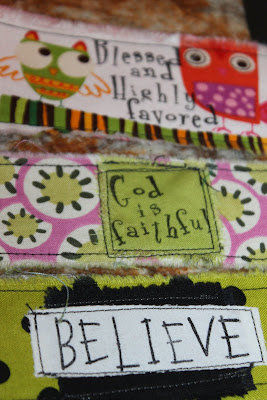 Blessed
and
Highly
favored
God
is
faithful
BELIEVE